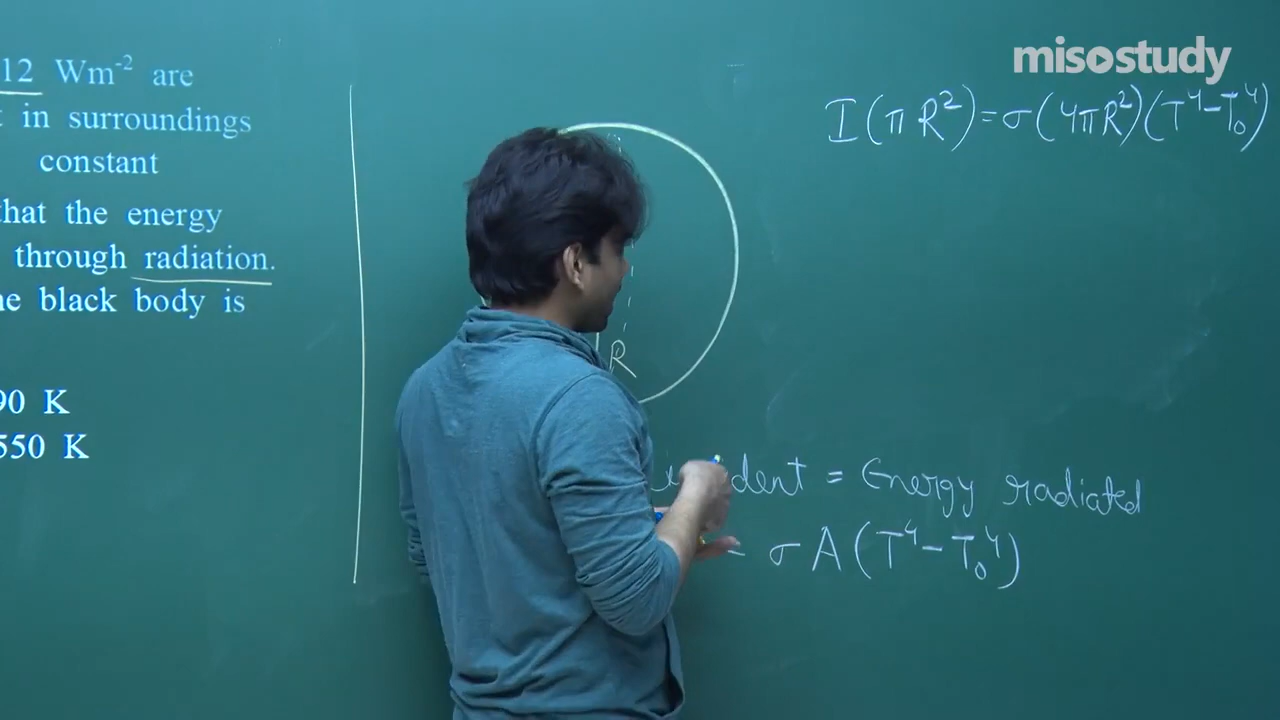 misostudy
12 Wm⁻² are
in surroundings
constant
that the energy
through radiation.
black body is
90 K
550 K
R
I(πR²)=σ(4πR²)(T⁴-T₀⁴)
= Energy radiated
= σA(T⁴-T₀⁴)